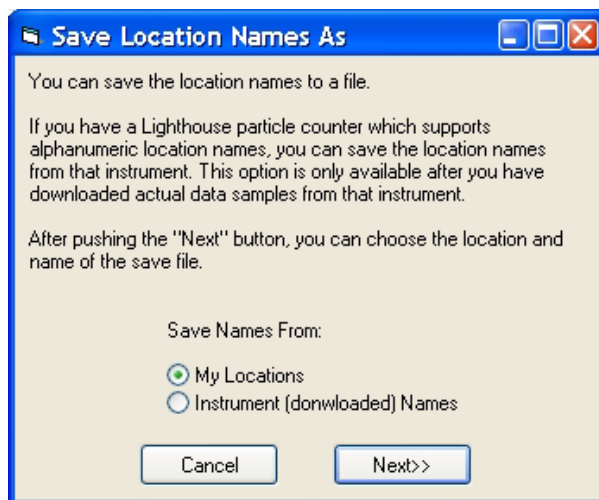 Save Location Names As
You can save the location names to a file.
If you have a Lighthouse particle counter which supports
alphanumeric location names, you can save the location names
from that instrument. This option is only available after you have
downloaded actual data samples from that instrument.
After pushing the "Next" button, you can choose the location and
name of the save file.
Save Names From:
My Locations
Instrument (donwloaded) Names
Cancel
Next>>